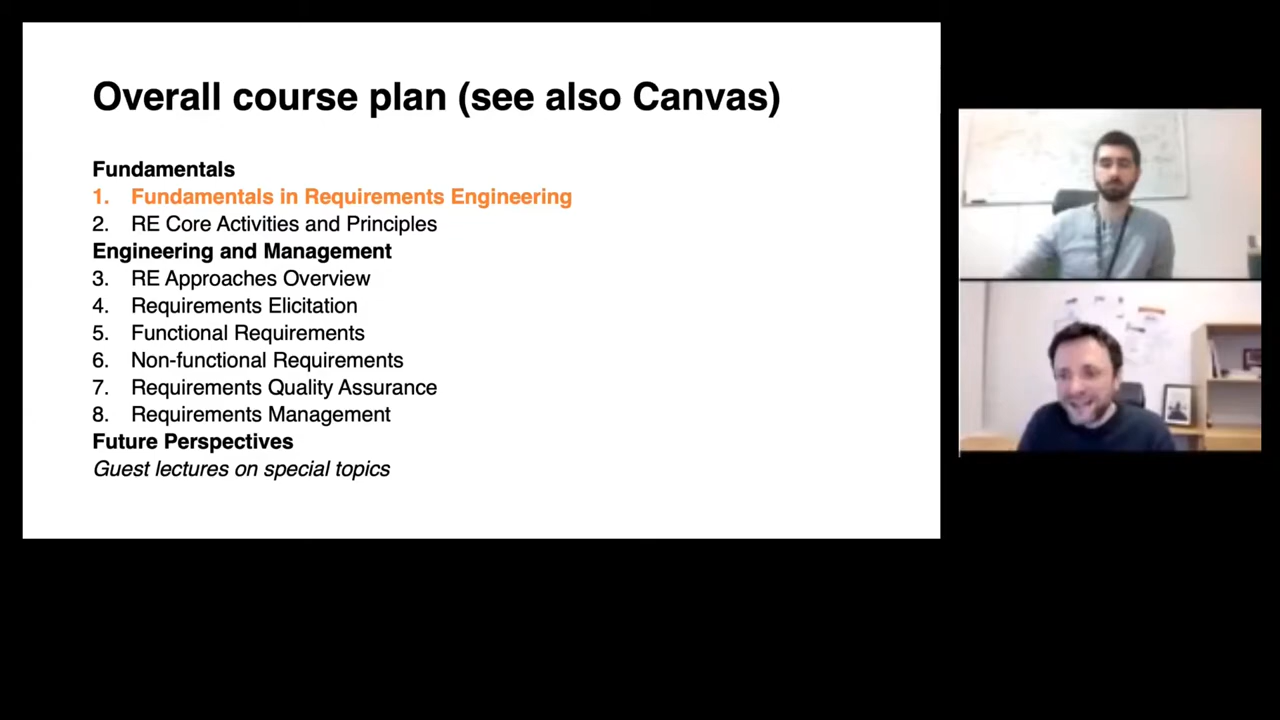 Overall course plan (see also Canvas)
Fundamentals
1. Fundamentals in Requirements Engineering
2. RE Core Activities and Principles
Engineering and Management
3. RE Approaches Overview
4. Requirements Elicitation
5. Functional Requirements
6. Non-functional Requirements
7. Requirements Quality Assurance
8. Requirements Management
Future Perspectives
Guest lectures on special topics